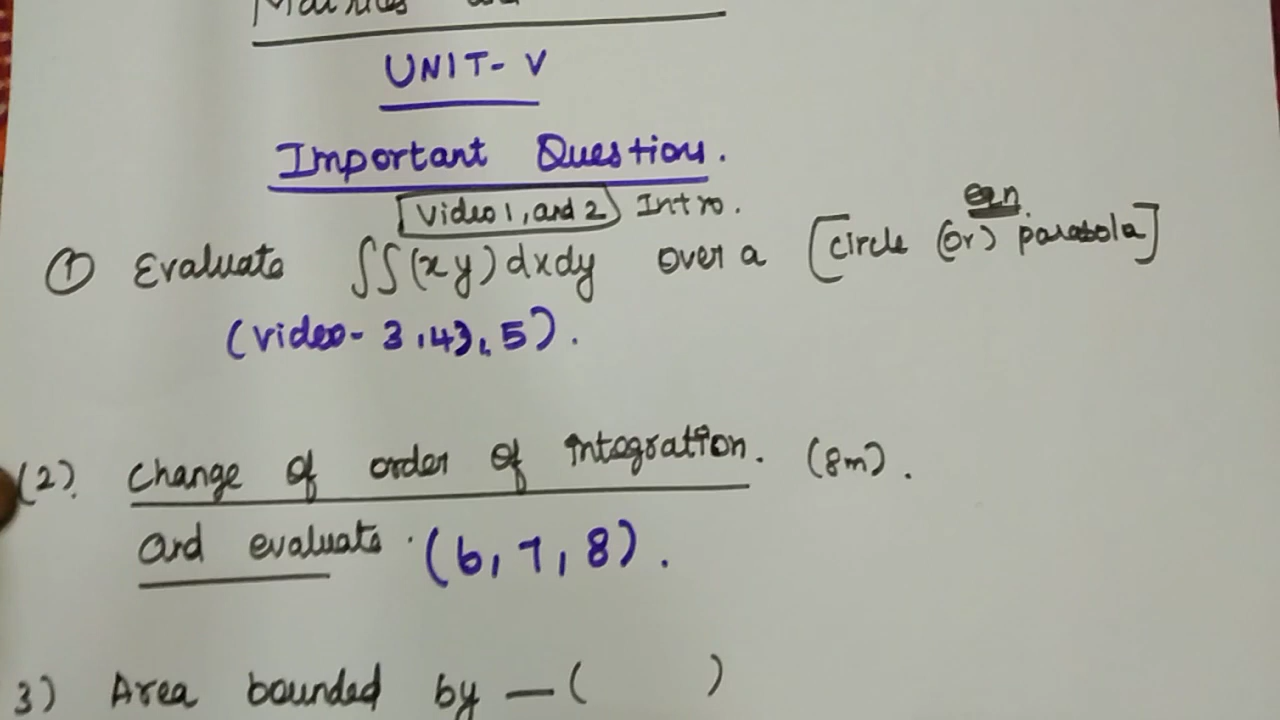 UNIT- V
Important Questions.
Video 1, and 2 Intro.
eqn
① Evaluate ∫∫(xy)dxdy over a [circle (or) parabola]
(video- 3,4, 5).
(2). Change of order of integration. (8m).
and evaluate. (6, 7, 8).
3) Area bounded by — ( )